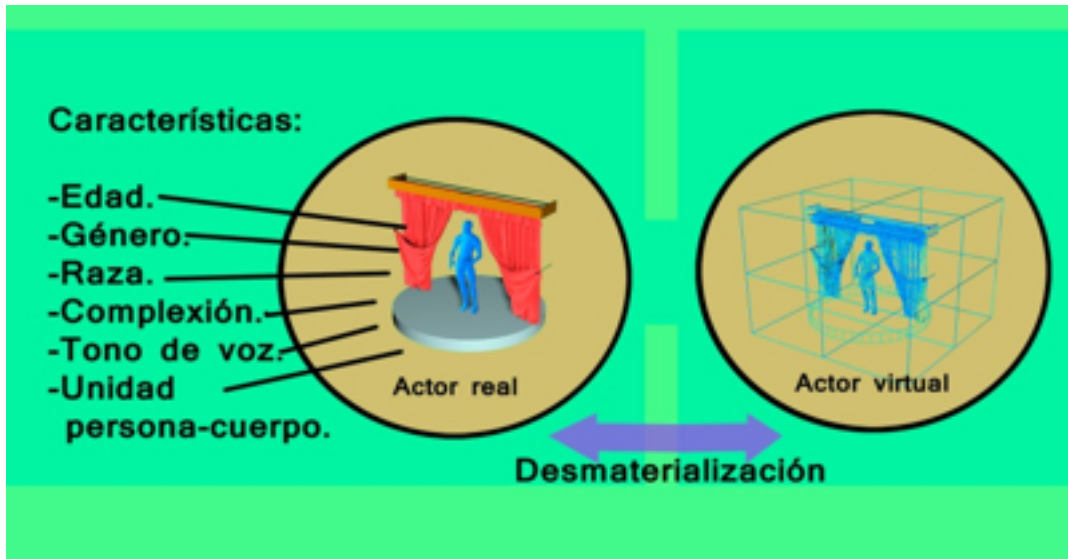 Características:
-Edad.
-Género.
-Raza.
-Complexión.
-Tono de voz.
-Unidad
persona-cuerpo.
Actor real
Actor virtual
Desmaterialización